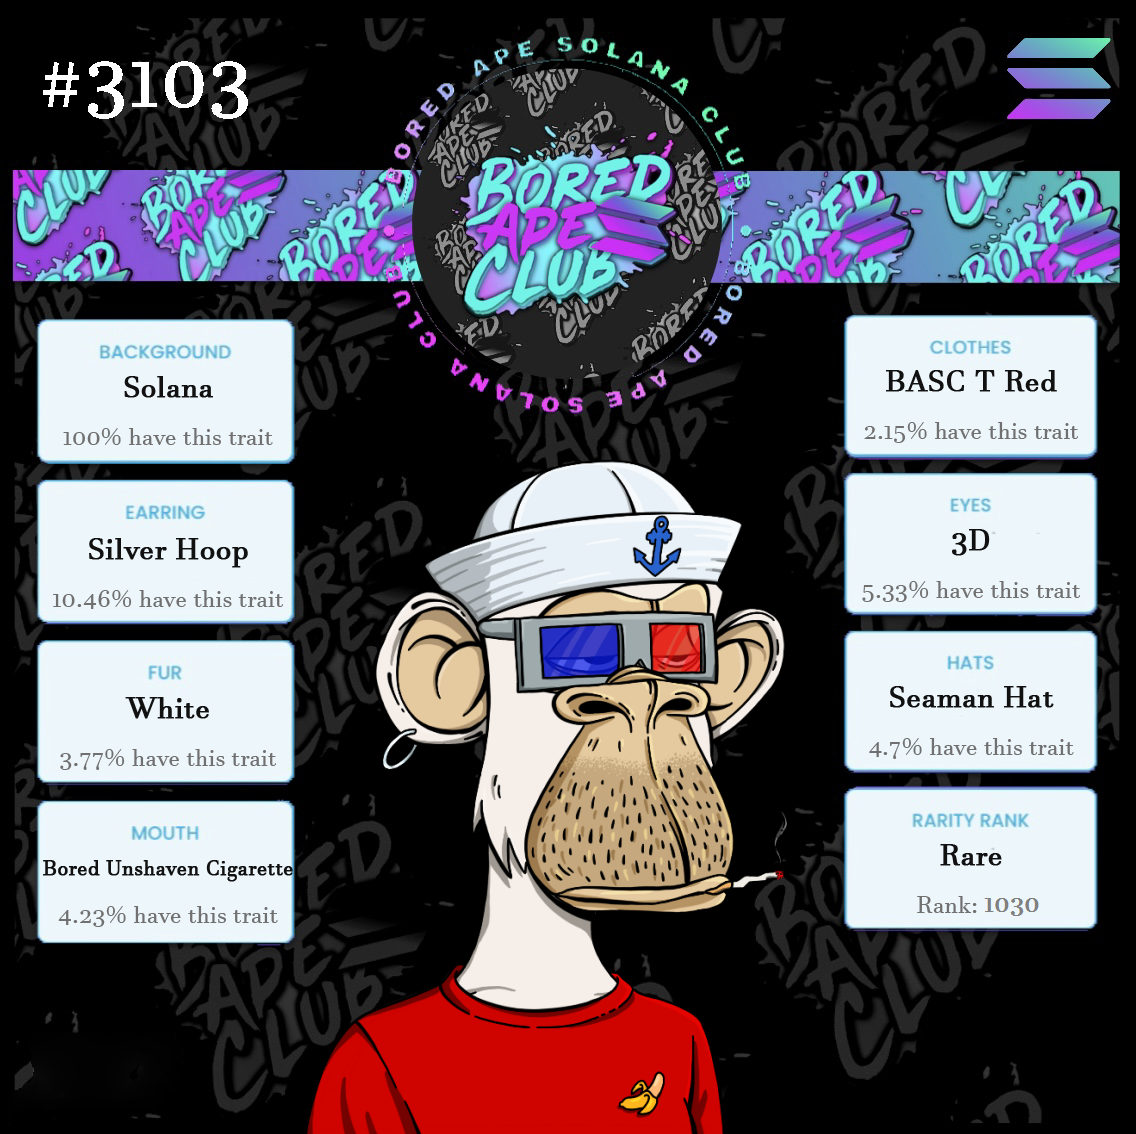 #3103
BORED APE SOLANA CLUB
BORED APE SOLANA CLUB
BORED
APE
CLUB
BACKGROUND
Solana
100% have this trait
EARRING
Silver Hoop
10.46% have this trait
FUR
White
3.77% have this trait
MOUTH
Bored Unshaven Cigarette
4.23% have this trait
CLOTHES
BASC T Red
2.15% have this trait
EYES
3D
5.33% have this trait
HATS
Seaman Hat
4.7% have this trait
RARITY RANK
Rare
Rank: 1030